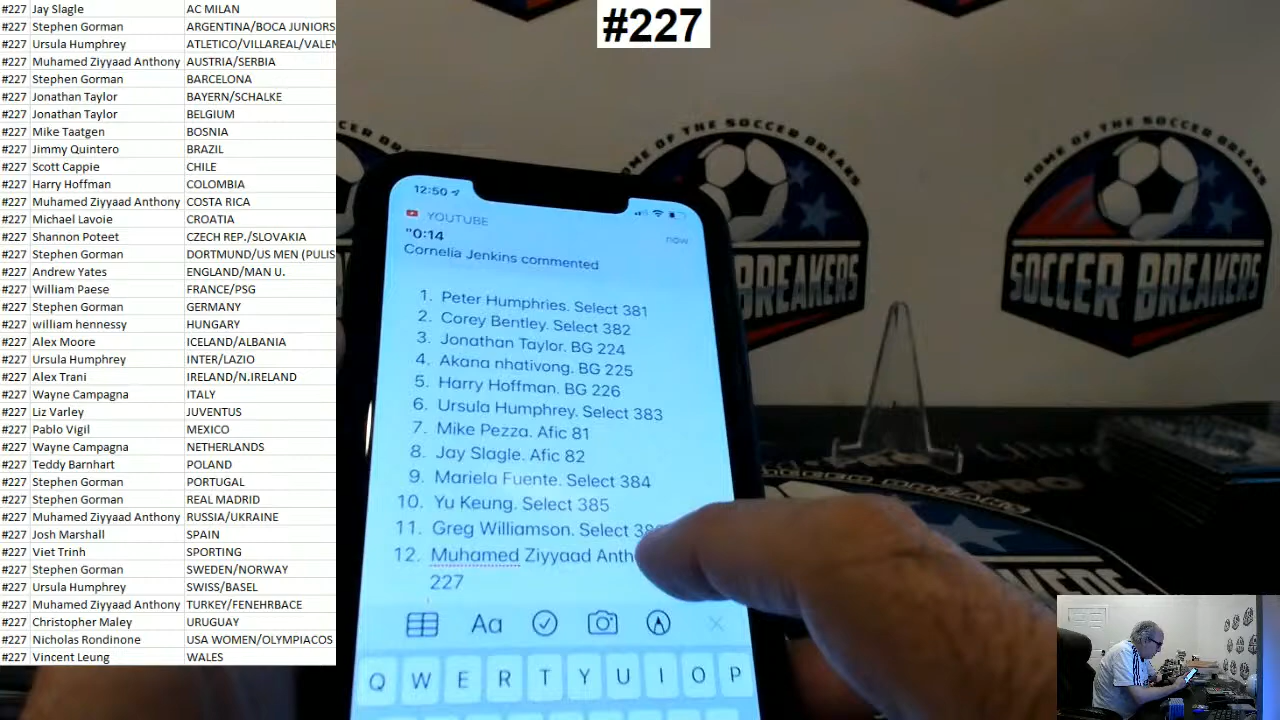 #227 Jay Slagle AC MILAN
#227 Stephen Gorman ARGENTINA/BOCA JUNIORS
#227 Ursula Humphrey ATLETICO/VILLAREAL/VALEN
#227 Muhamed Ziyyaad Anthony AUSTRIA/SERBIA
#227 Stephen Gorman BARCELONA
#227 Jonathan Taylor BAYERN/SCHALKE
#227 Jonathan Taylor BELGIUM
#227 Mike Taatgen BOSNIA
#227 Jimmy Quintero BRAZIL
#227 Scott Cappie CHILE
#227 Harry Hoffman COLOMBIA
#227 Muhamed Ziyyaad Anthony COSTA RICA
#227 Michael Lavoie CROATIA
#227 Shannon Poteet CZECH REP./SLOVAKIA
#227 Stephen Gorman DORTMUND/US MEN (PULIS
#227 Andrew Yates ENGLAND/MAN U.
#227 William Paese FRANCE/PSG
#227 Stephen Gorman GERMANY
#227 william hennessy HUNGARY
#227 Alex Moore ICELAND/ALBANIA
#227 Ursula Humphrey INTER/LAZIO
#227 Alex Trani IRELAND/N.IRELAND
#227 Wayne Campagna ITALY
#227 Liz Varley JUVENTUS
#227 Pablo Vigil MEXICO
#227 Wayne Campagna NETHERLANDS
#227 Teddy Barnhart POLAND
#227 Stephen Gorman PORTUGAL
#227 Stephen Gorman REAL MADRID
#227 Muhamed Ziyyaad Anthony RUSSIA/UKRAINE
#227 Josh Marshall SPAIN
#227 Viet Trinh SPORTING
#227 Stephen Gorman SWEDEN/NORWAY
#227 Ursula Humphrey SWISS/BASEL
#227 Muhamed Ziyyaad Anthony TURKEY/FENEHRBACE
#227 Christopher Maley URUGUAY
#227 Nicholas Rondinone USA WOMEN/OLYMPIACOS
#227 Vincent Leung WALES
#227
12:50
YOUTUBE now
"0:14
Cornelia Jenkins commented
1. Peter Humphries. Select 381
2. Corey Bentley. Select 382
3. Jonathan Taylor. BG 224
4. Akana nhativong. BG 225
5. Harry Hoffman. BG 226
6. Ursula Humphrey. Select 383
7. Mike Pezza. Afic 81
8. Jay Slagle. Afic 82
9. Mariela Fuente. Select 384
10. Yu Keung. Select 385
11. Greg Williamson. Select 38
12. Muhamed Ziyyaad Anth
227
Aa
Q W E R T Y U I O P
HOME OF THE SOCCER BREAKS
SOCCER BREAKERS
BREAKERS